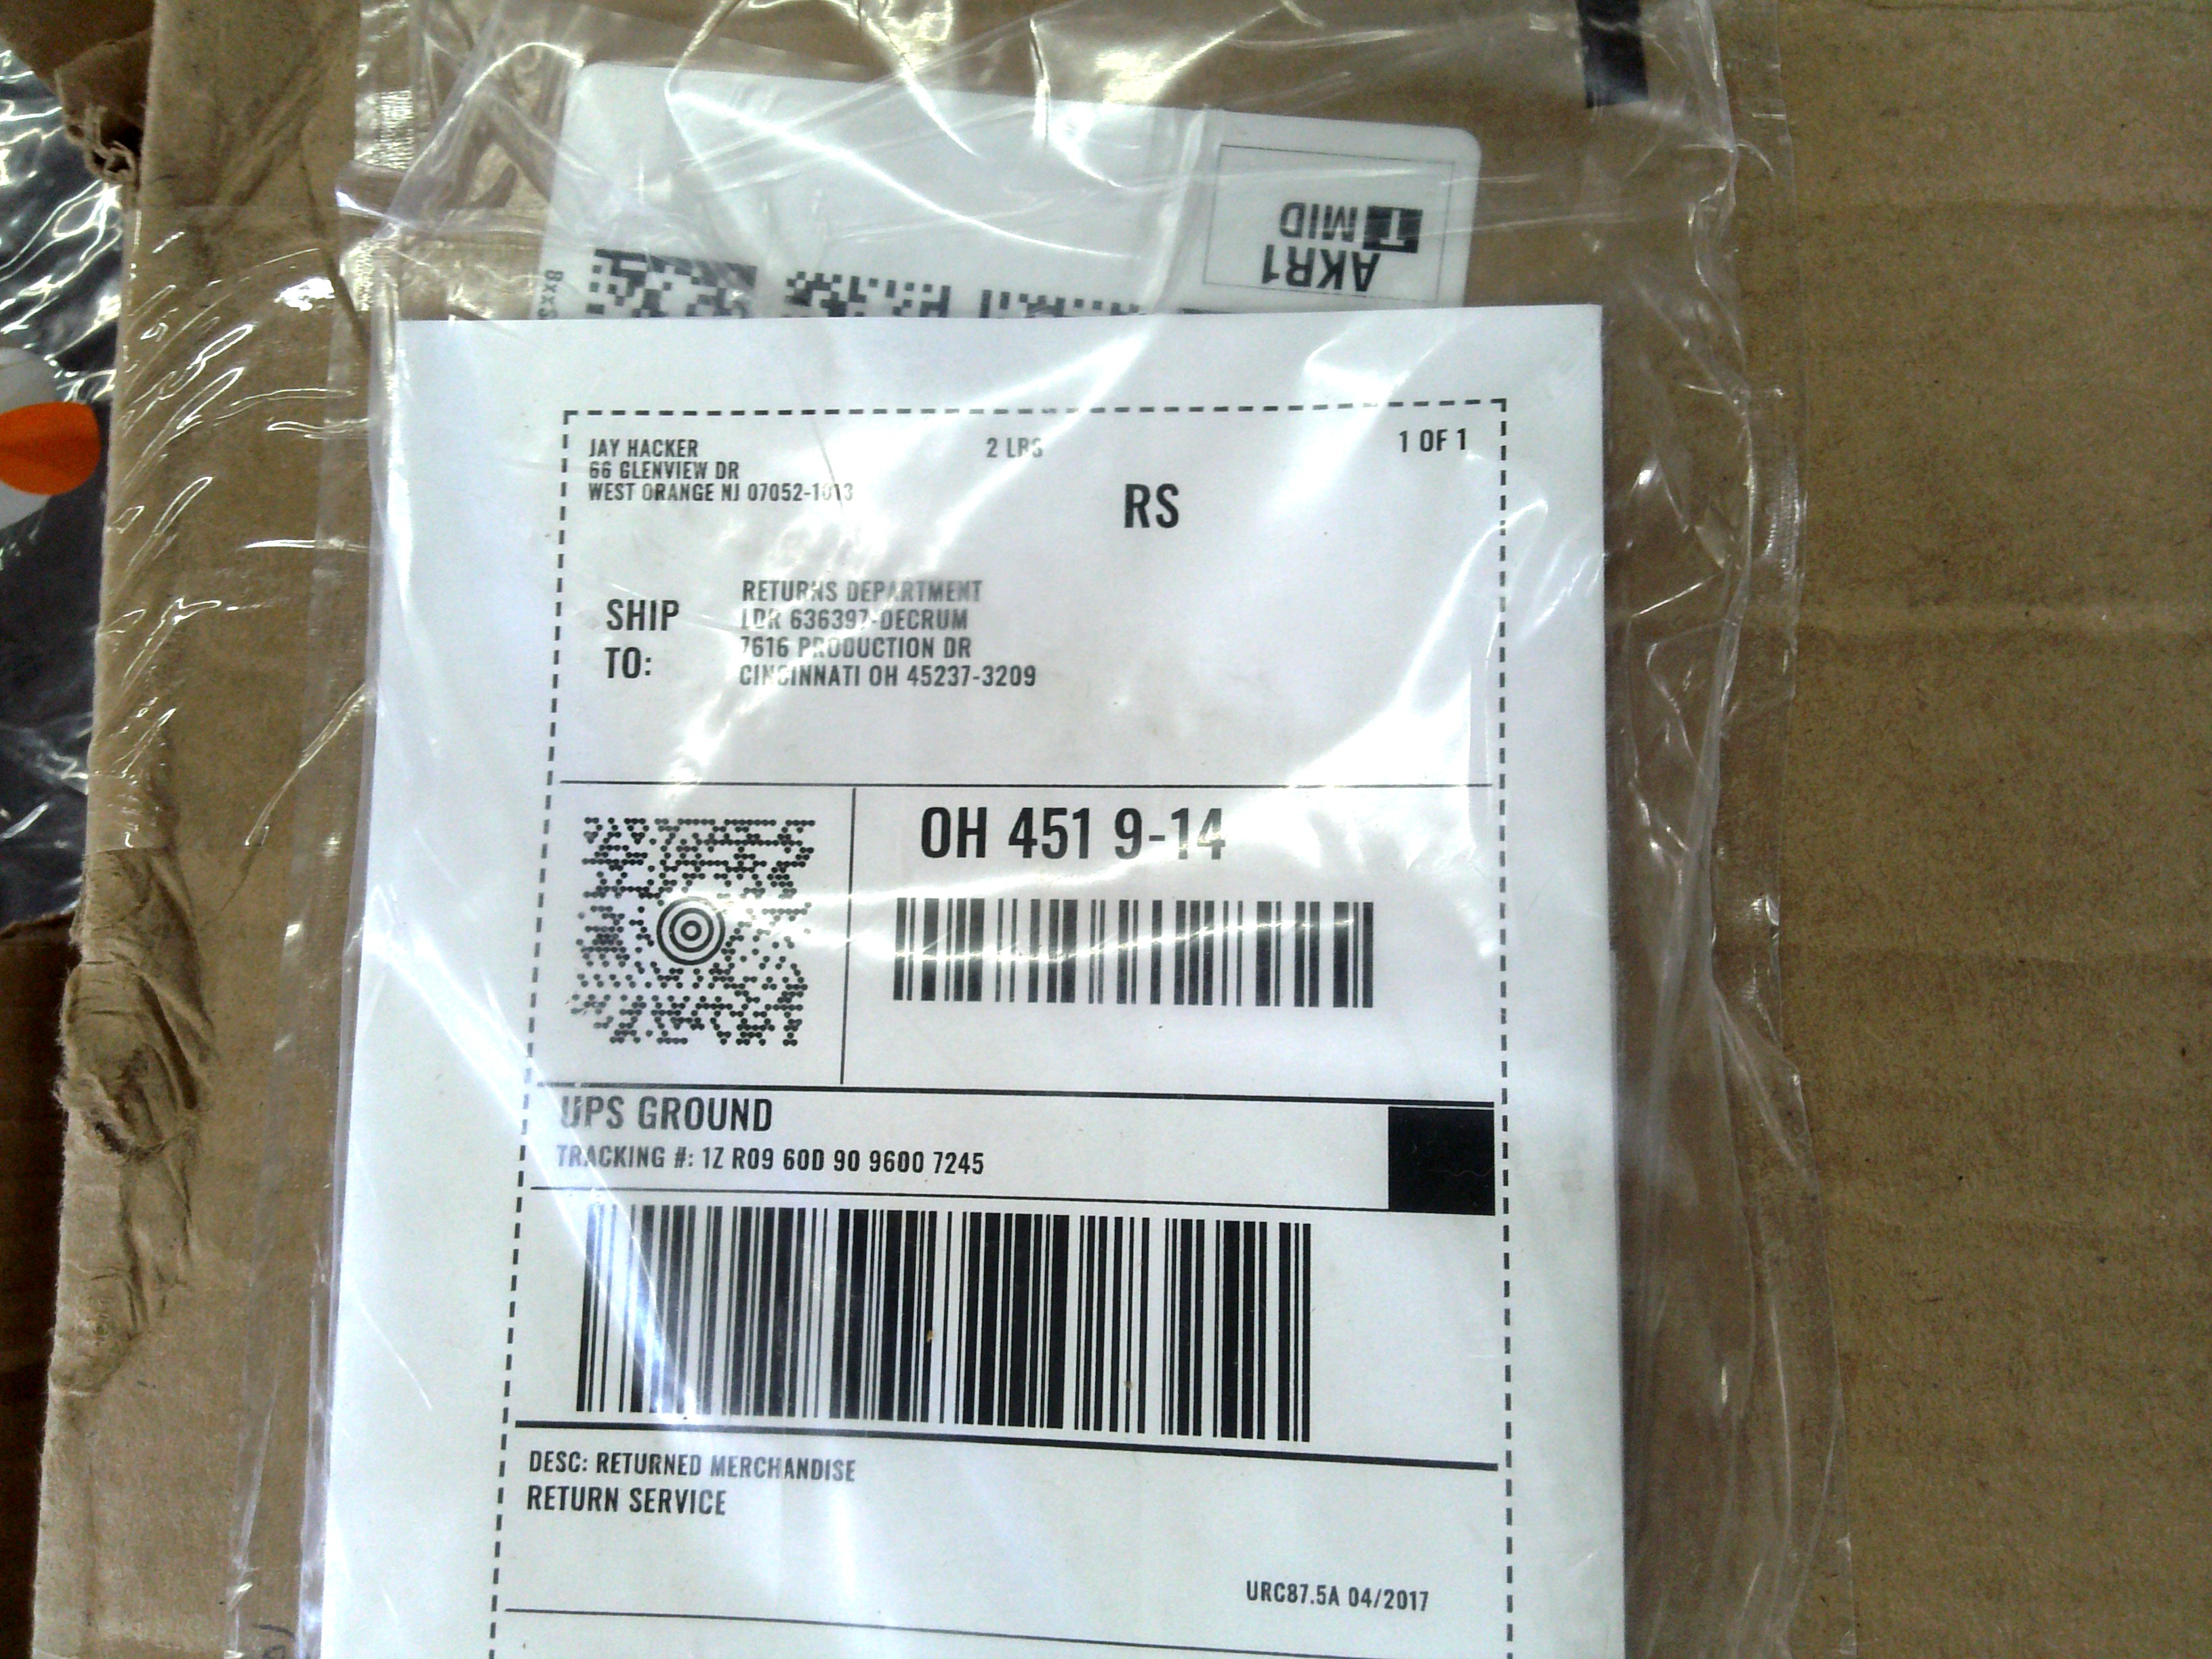 T MID
AKR1
JAY HACKER
66 GLENVIEW DR
WEST ORANGE NJ 07052-1013
2 LBS
1 OF 1
RS
SHIP TO:
RETURNS DEPARTMENT
LDR 636397-DECRUM
7616 PRODUCTION DR
CINCINNATI OH 45237-3209
OH 451 9-14
UPS GROUND
TRACKING #: 1Z R09 60D 90 9600 7245
DESC: RETURNED MERCHANDISE
RETURN SERVICE
URC87.5A 04/2017